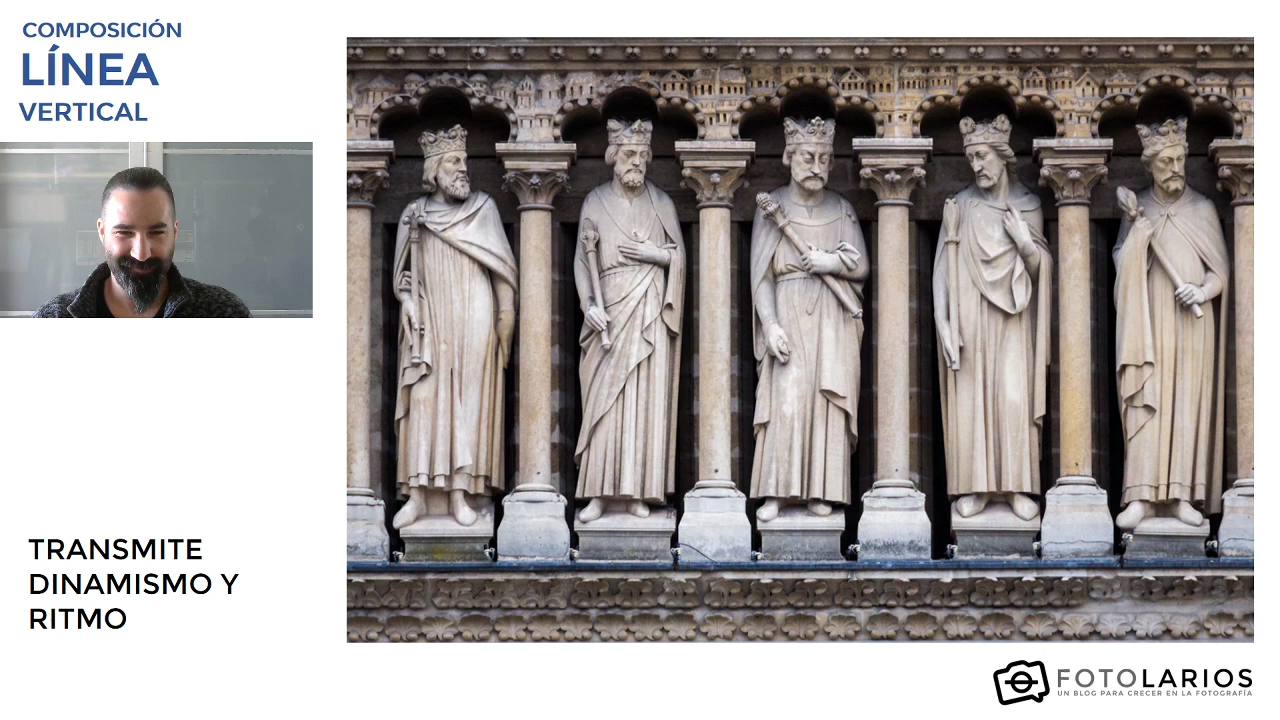 COMPOSICIÓN
LÍNEA
VERTICAL
TRANSMITE
DINAMISMO Y
RITMO
FOTOLARIOS
UN BLOG PARA CRECER EN LA FOTOGRAFÍA